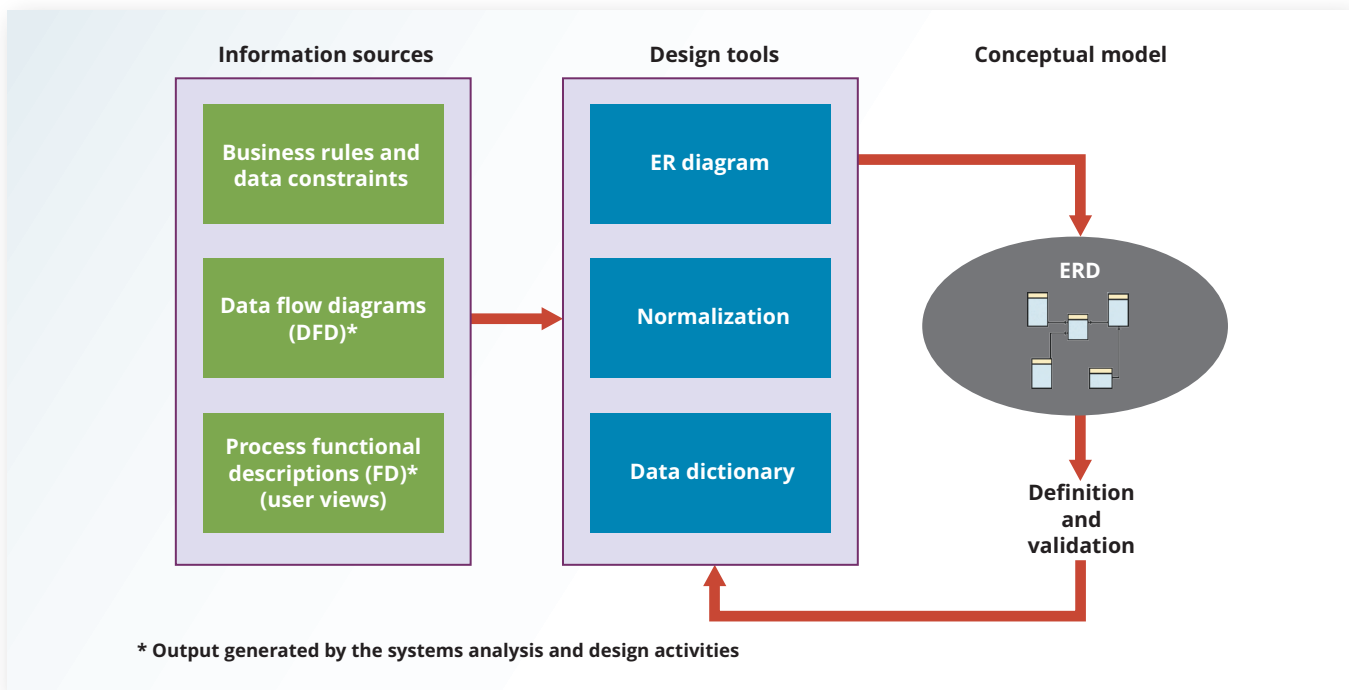 Information sources
Design tools
Conceptual model
Business rules and
data constraints
Data flow diagrams
(DFD)*
Process functional
descriptions (FD)*
(user views)
ER diagram
Normalization
Data dictionary
ERD
Definition
and
validation
* Output generated by the systems analysis and design activities